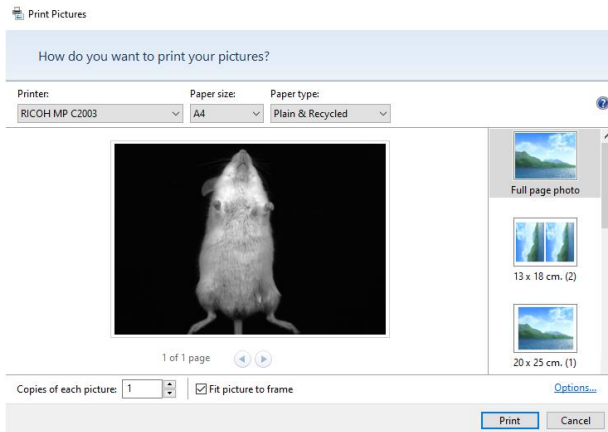 Print Pictures
How do you want to print your pictures?
Printer: Paper size: Paper type:
RICOH MP C2003 A4 Plain & Recycled
?
Full page photo
13 x 18 cm. (2)
20 x 25 cm. (1)
1 of 1 page
Copies of each picture: 1 Fit picture to frame Options...
Print Cancel